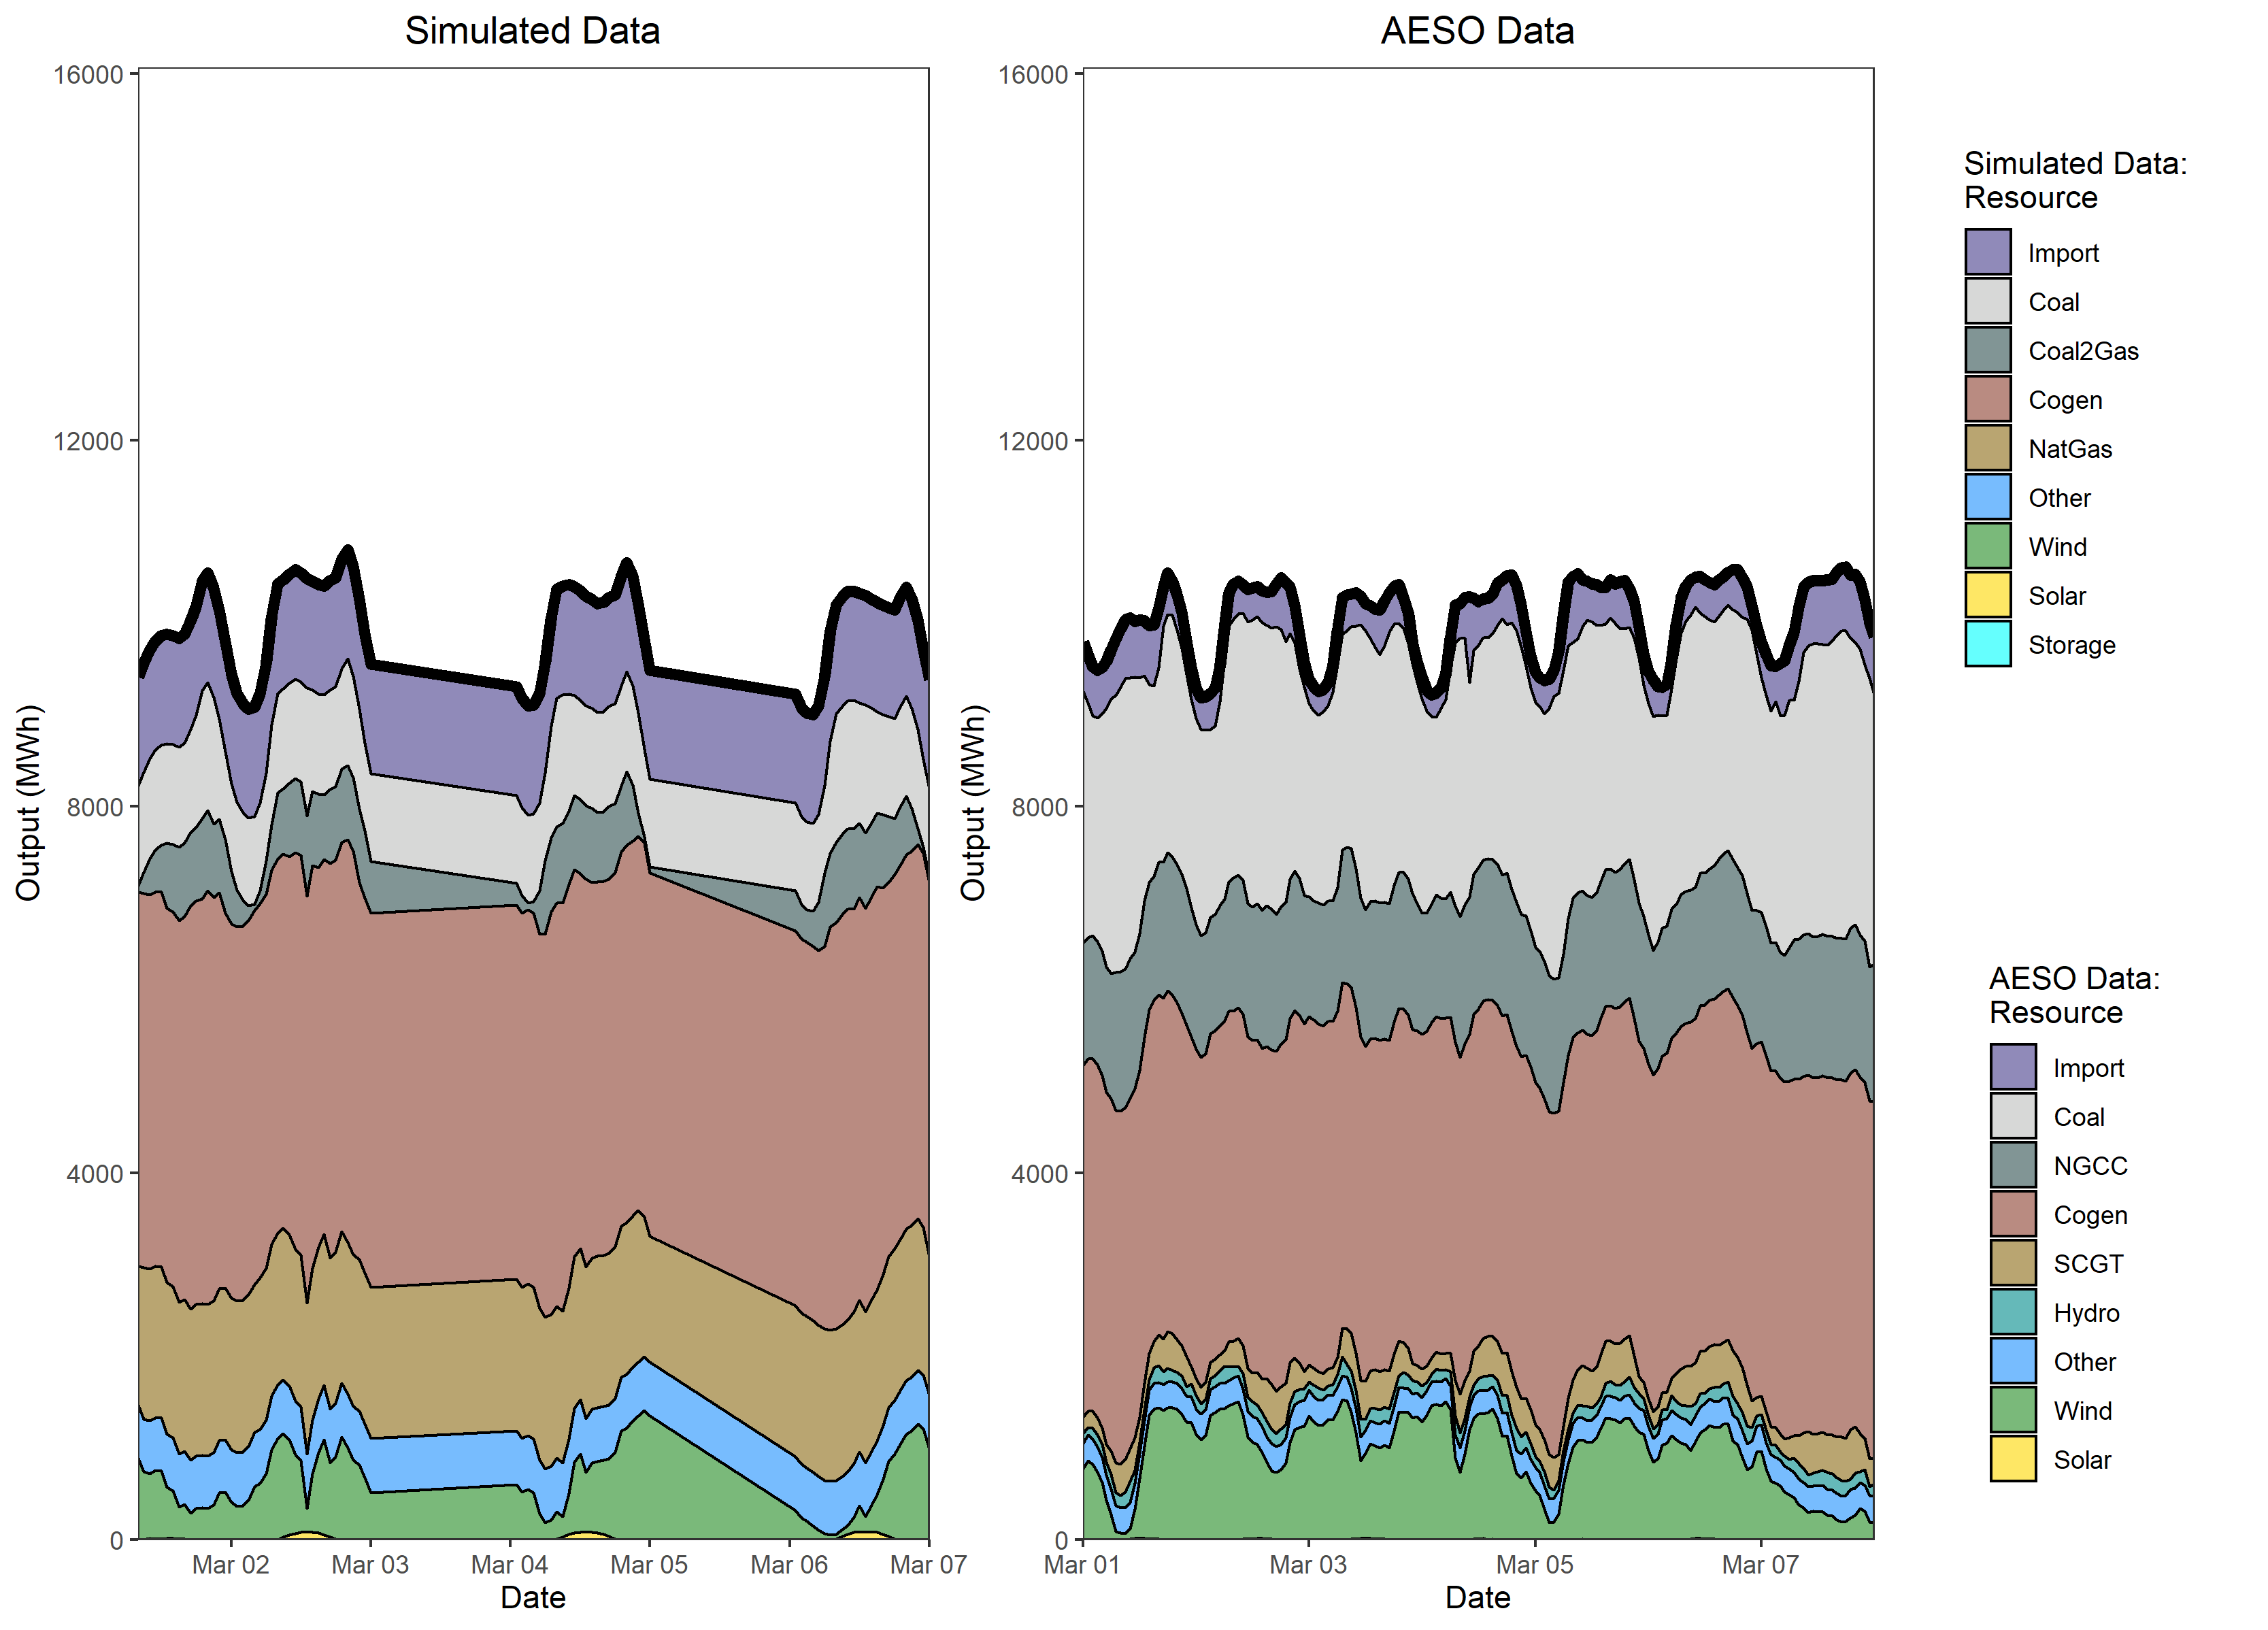 Simulated Data
16000
12000
8000
4000
0
Output (MWh)
Mar 02
Mar 03
Mar 04
Mar 05
Mar 06
Mar 07
Date
AESO Data
16000
12000
8000
4000
0
Output (MWh)
Mar 01
Mar 03
Mar 05
Mar 07
Date
Simulated Data:
Resource
Import
Coal
Coal2Gas
Cogen
NatGas
Other
Wind
Solar
Storage
AESO Data:
Resource
Import
Coal
NGCC
Cogen
SCGT
Hydro
Other
Wind
Solar